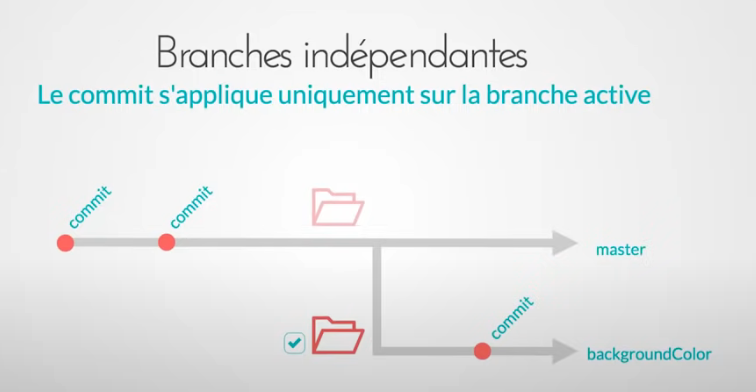 Branches indépendantes
Le commit s'applique uniquement sur la branche active
commit
commit
master
commit
backgroundColor